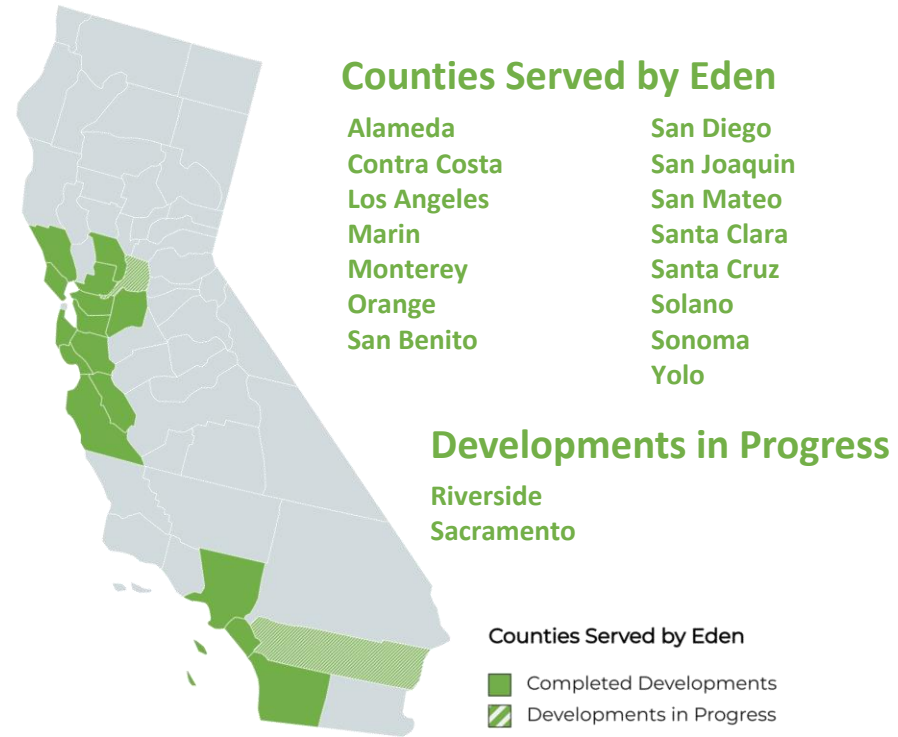 Counties Served by Eden
Alameda
Contra Costa
Los Angeles
Marin
Monterey
Orange
San Benito
San Diego
San Joaquin
San Mateo
Santa Clara
Santa Cruz
Solano
Sonoma
Yolo
Developments in Progress
Riverside
Sacramento
Counties Served by Eden
Completed Developments
Developments in Progress